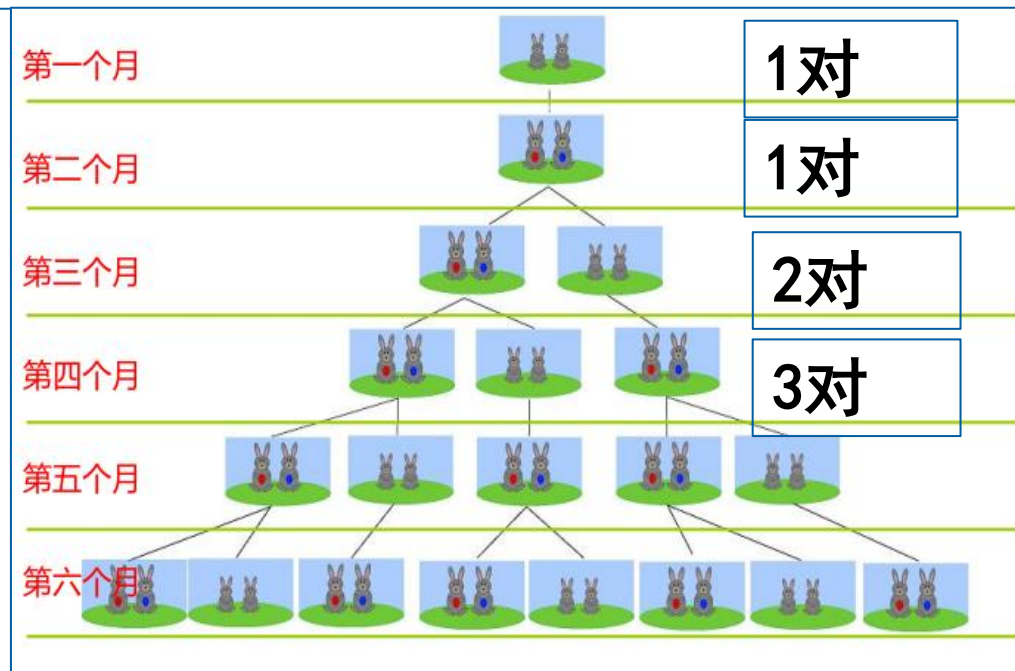 第一个月
1对
第二个月
1对
第三个月
2对
第四个月
3对
第五个月
第六个月